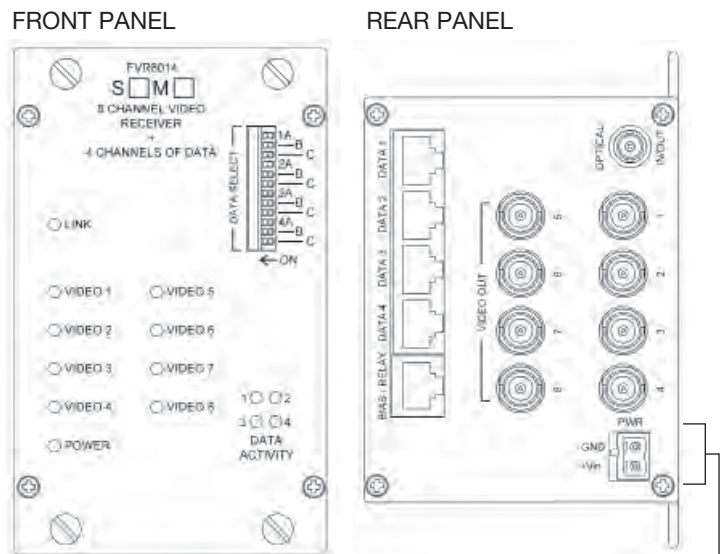 FRONT PANEL
REAR PANEL
FVR8014
S M
8 CHANNEL VIDEO
RECEIVER
+
4 CHANNELS OF DATA
DATA SELECT
1A
B
C
2A
B
C
3A
B
C
4A
B
C
ON
LINK
VIDEO 1
VIDEO 5
VIDEO 2
VIDEO 6
VIDEO 3
VIDEO 7
VIDEO 4
VIDEO 8
POWER
1 2
3 4
DATA
ACTIVITY
DATA 1
DATA 2
DATA 3
DATA 4
BIAS / RELAY
OPTICAL
IN/OUT
VIDEO OUT
5
6
7
8
1
2
3
4
PWR
GND
+Vin